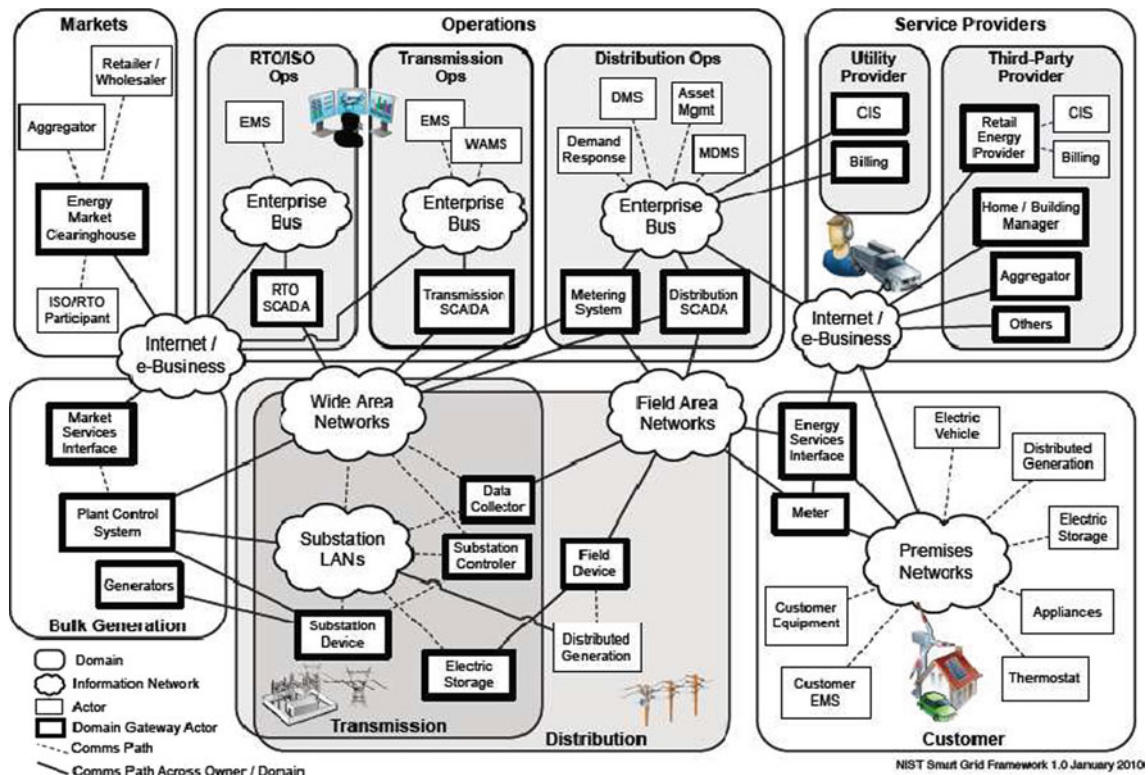 Markets
Retailer /
Wholesaler
Aggregator
Energy
Market
Clearinghouse
ISO/RTO
Participant
Internet /
e-Business
Operations
RTO/ISO
Ops
EMS
Enterprise
Bus
RTO
SCADA
Transmission
Ops
EMS
WAMS
Enterprise
Bus
Transmission
SCADA
Distribution Ops
DMS
Asset
Mgmt
Demand
Response
MDMS
Enterprise
Bus
Metering
System
Distribution
SCADA
Service Providers
Utility
Provider
CIS
Billing
Third-Party
Provider
Retail
Energy
Provider
CIS
Billing
Home / Building
Manager
Aggregator
Others
Internet /
e-Business
Market
Services
Interface
Plant Control
System
Generators
Bulk Generation
Wide Area
Networks
Substation
LANs
Data
Collector
Substation
Controler
Substation
Device
Electric
Storage
Transmission
Field Area
Networks
Field
Device
Distributed
Generation
Distribution
Energy
Services
Interface
Meter
Electric
Vehicle
Distributed
Generation
Electric
Storage
Premises
Networks
Appliances
Customer
Equipment
Customer
EMS
Thermostat
Customer
Domain
Information Network
Actor
Domain Gateway Actor
Comms Path
Comms Path Across Owner / Domain
NIST Smart Grid Framework 1.0 January 2010